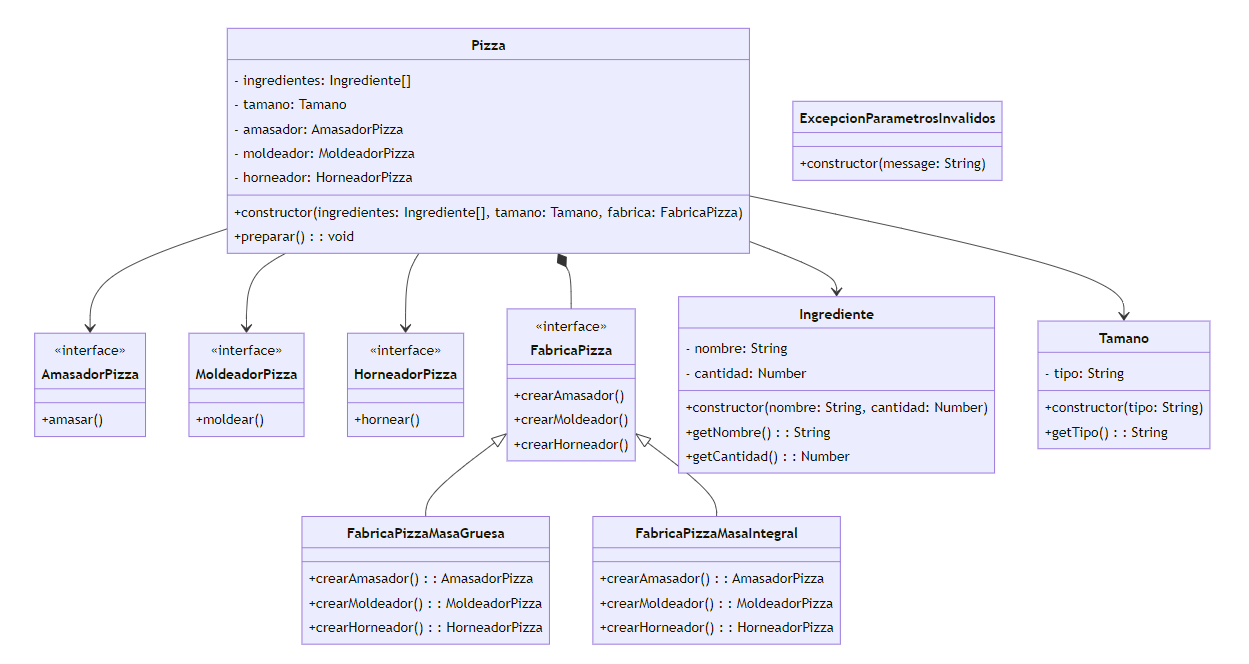 Pizza
- ingredientes: Ingrediente[]
- tamano: Tamano
- amasador: AmasadorPizza
- moldeador: MoldeadorPizza
- horneador: HorneadorPizza
+constructor(ingredientes: Ingrediente[], tamano: Tamano, fabrica: FabricaPizza)
+preparar() : : void
ExcepcionParametrosInvalidos
+constructor(message: String)
«interface»
AmasadorPizza
+amasar()
«interface»
MoldeadorPizza
+moldear()
«interface»
HorneadorPizza
+hornear()
«interface»
FabricaPizza
+crearAmasador()
+crearMoldeador()
+crearHorneador()
Ingrediente
- nombre: String
- cantidad: Number
+constructor(nombre: String, cantidad: Number)
+getNombre() : : String
+getCantidad() : : Number
Tamano
- tipo: String
+constructor(tipo: String)
+getTipo() : : String
FabricaPizzaMasaGruesa
+crearAmasador() : : AmasadorPizza
+crearMoldeador() : : MoldeadorPizza
+crearHorneador() : : HorneadorPizza
FabricaPizzaMasaIntegral
+crearAmasador() : : AmasadorPizza
+crearMoldeador() : : MoldeadorPizza
+crearHorneador() : : HorneadorPizza